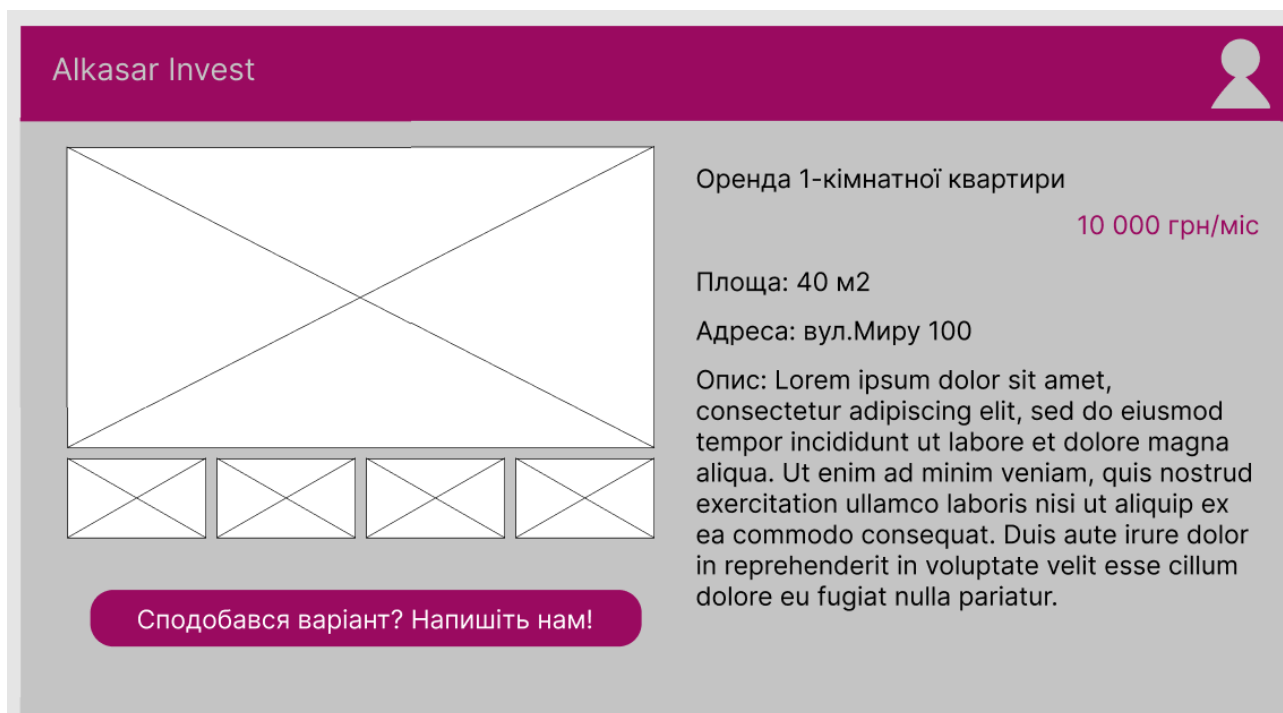 Alkasar Invest
Оренда 1-кімнатної квартири
10 000 грн/міс
Площа: 40 м2
Адреса: вул.Миру 100
Опис: Lorem ipsum dolor sit amet,
consectetur adipiscing elit, sed do eiusmod
tempor incididunt ut labore et dolore magna
aliqua. Ut enim ad minim veniam, quis nostrud
exercitation ullamco laboris nisi ut aliquip ex
ea commodo consequat. Duis aute irure dolor
in reprehenderit in voluptate velit esse cillum
dolore eu fugiat nulla pariatur.
Сподобався варіант? Напишіть нам!